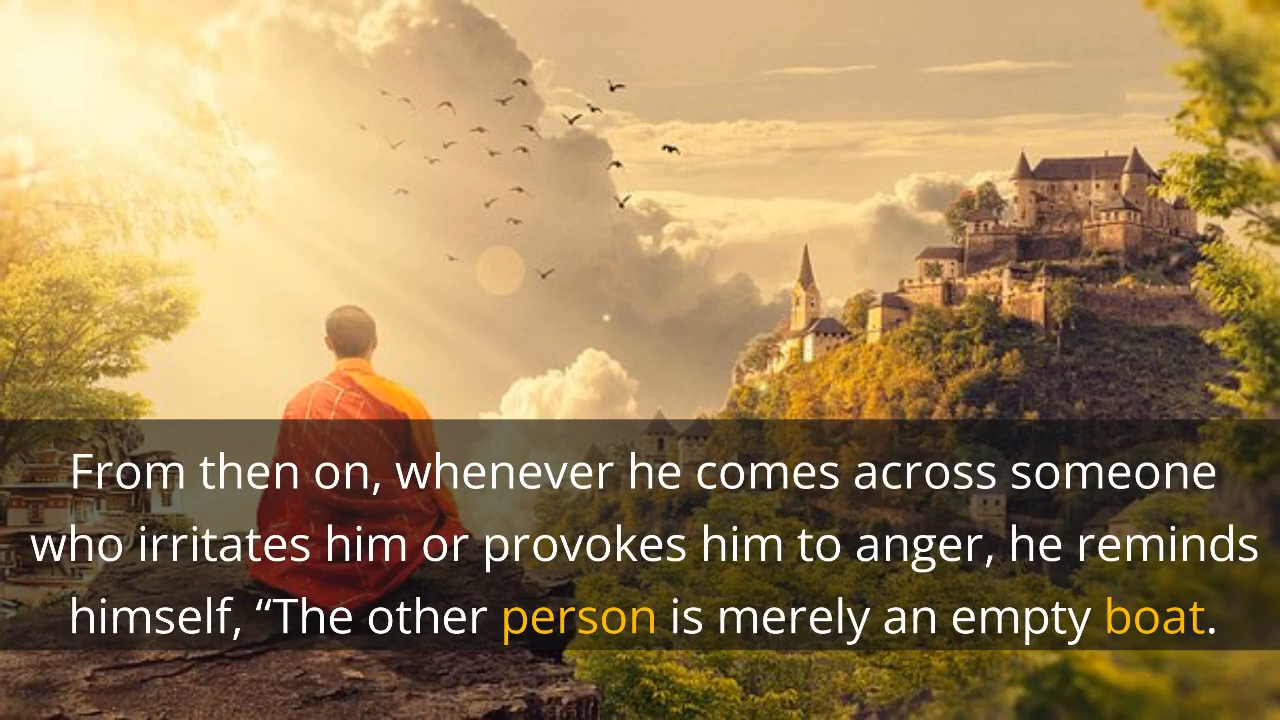 From then on, whenever he comes across someone
who irritates him or provokes him to anger, he reminds
himself, “The other person is merely an empty boat.